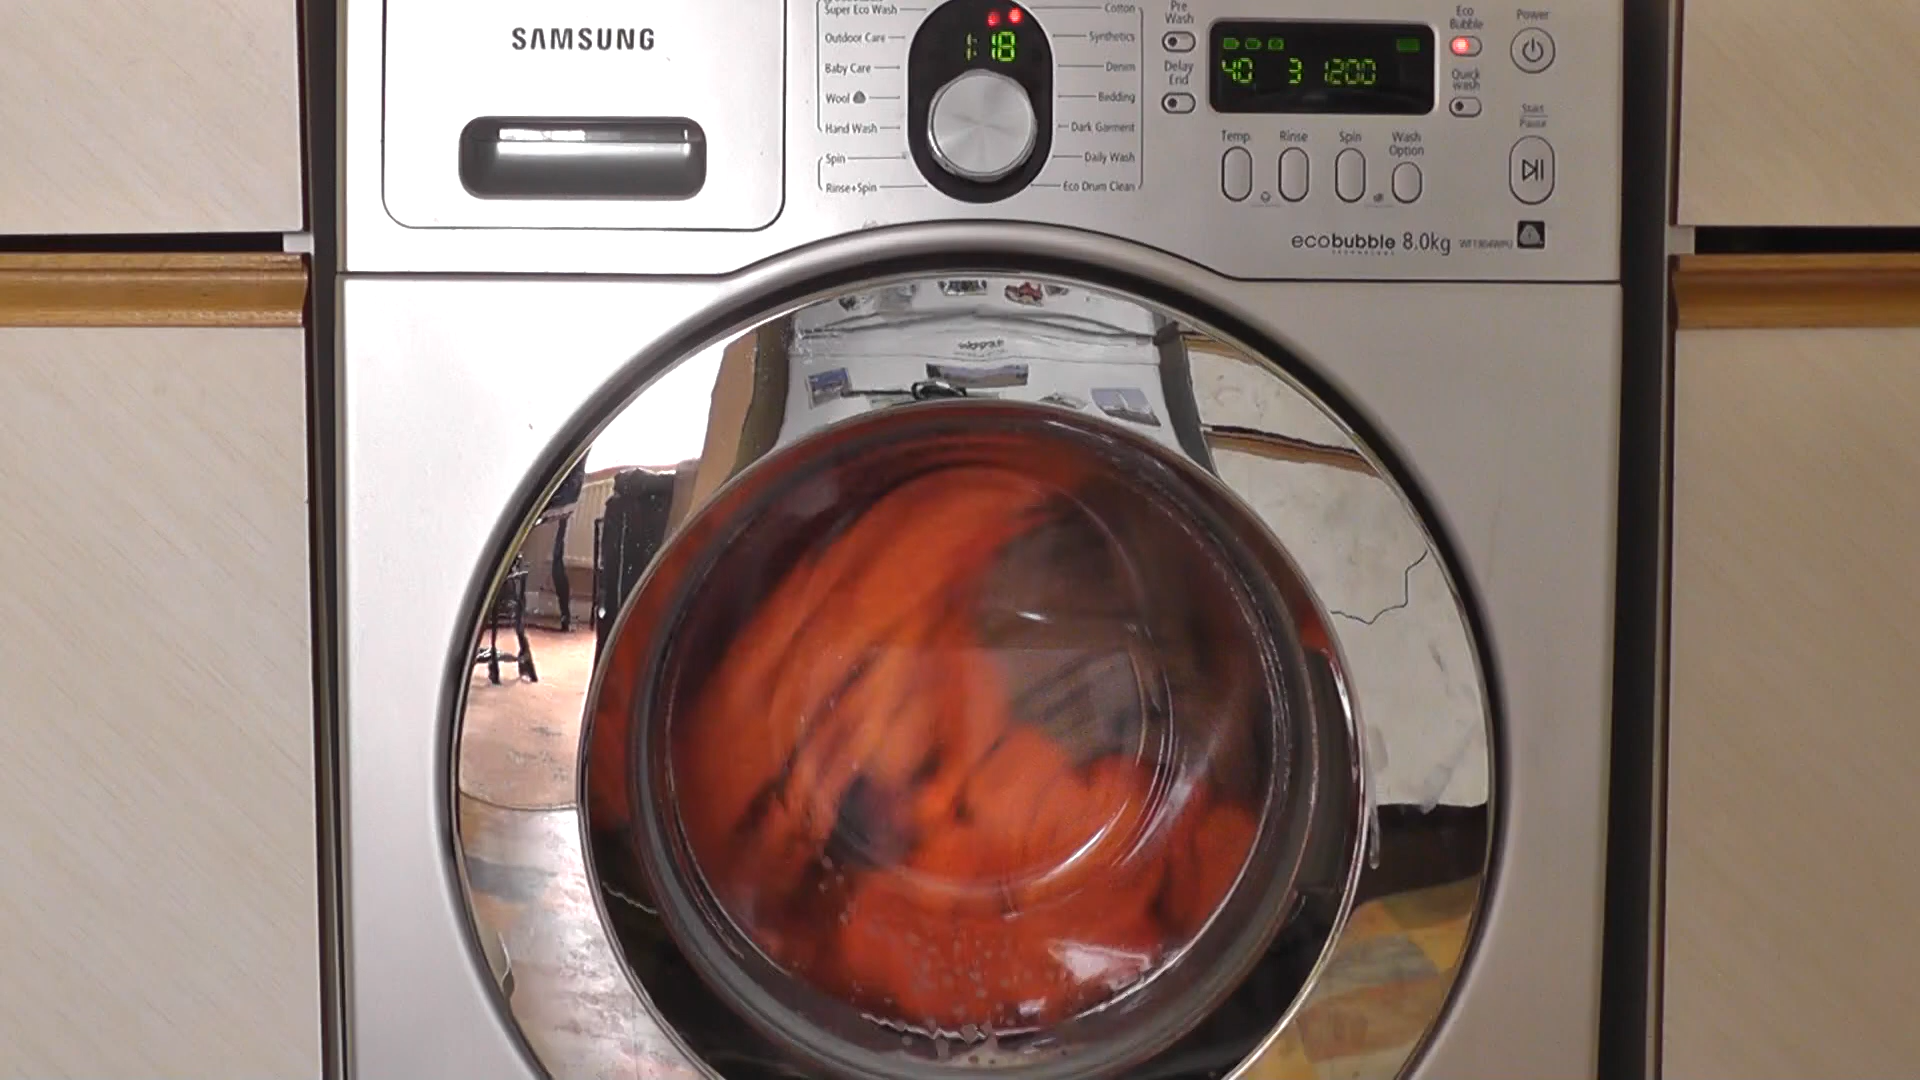 SAMSUNG
Super Eco Wash
Outdoor Care
Baby Care
Wool
Hand Wash
Spin
Rinse+Spin
1:18
Cotton
Synthetics
Denim
Bedding
Dark Garment
Daily Wash
Eco Drum Clean
Pre
Wash
Delay
End
40 3 1200
Eco
Bubble
Quick
Wash
Power
Start
Pause
Temp.
Rinse
Spin
Wash
Option
ecobubble 8.0kg
TECHNOLOGY